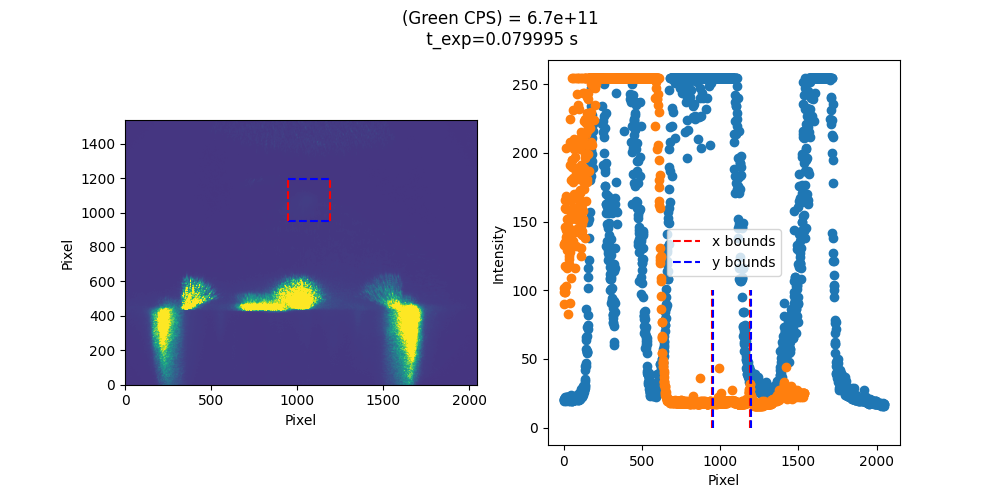 (Green CPS) = 6.7e+11
t_exp=0.079995 s
1400
1200
1000
800
600
400
200
0
Pixel
0 500 1000 1500 2000
Pixel
250
200
150
100
50
0
Intensity
x bounds
y bounds
0 500 1000 1500 2000
Pixel